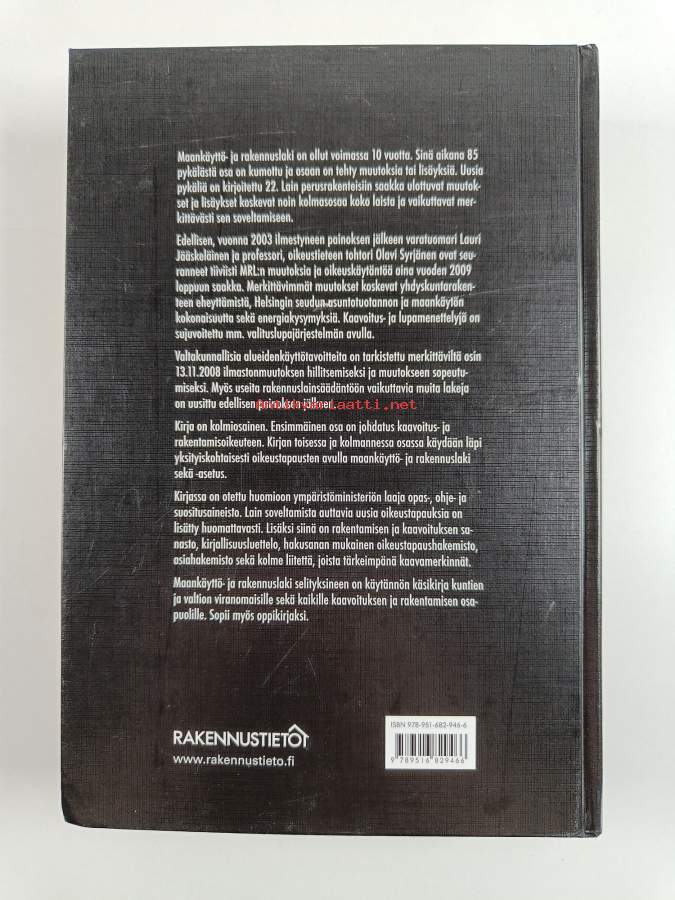 Maankäyttö- ja rakennuslaki on ollut voimassa 10 vuotta. Sinä aikana 85
pykälästä osa on kumottu ja osaan on tehty muutoksia tai lisäyksiä. Uusia
pykäliä on kirjoitettu 22. Lain perusrakenteisiin saakka ulottuvat muutok-
set ja lisäykset koskevat noin kolmasosaa koko laista ja vaikuttavat mer-
kittävästi sen soveltamiseen.
Edellisen, vuonna 2003 ilmestyneen painoksen jälkeen varatuomari Lauri
Jääskeläinen ja professori, oikeustieteen tohtori Olavi Syrjänen ovat seu-
ranneet tiiviisti MRL:n muutoksia ja oikeuskäytäntöä aina vuoden 2009
loppuun saakka. Merkittävimmät muutokset koskevat yhdyskuntaraken-
teen eheyttämistä, Helsingin seudun asuntotuotannon ja maankäytön
kokonaisuutta sekä energiakysymyksiä. Kaavoitus- ja lupamenettelyjä on
sujuvoitettu mm. valituslupajärjestelmän avulla.
Valtakunnallisia alueidenkäyttötavoitteita on tarkistettu merkittäviltä osin
13.11.2008 ilmastonmuutoksen hillitsemiseksi ja muutokseen sopeutu-
miseksi. Myös useita rakennuslainsäädäntöön vaikuttavia muita lakeja
on uusittu edellisen painoksen jälkeen.
Kirja on kolmiosainen. Ensimmäinen osa on johdatus kaavoitus- ja
rakentamisoikeuteen. Kirjan toisessa ja kolmannessa osassa käydään läpi
yksityiskohtaisesti oikeustapausten avulla maankäyttö- ja rakennuslaki
sekä -asetus.
Kirjassa on otettu huomioon ympäristöministeriön laaja opas-, ohje- ja
suositusaineisto. Lain soveltamista auttavia uusia oikeustapauksia on
lisätty huomattavasti. Lisäksi siinä on rakentamisen ja kaavoituksen sa-
nasto, kirjallisuusluettelo, hakusanan mukainen oikeustapaushakemisto,
asiahakemisto sekä kolme liitettä, joista tärkeimpänä kaavamerkinnät.
Maankäyttö- ja rakennuslaki selityksineen on käytännön käsikirja kuntien
ja valtion viranomaisille sekä kaikille kaavoituksen ja rakentamisen osa-
puolille. Sopii myös oppikirjaksi.
RAKENNUSTIETO
www.rakennustieto.fi
ISBN 978-951-682-946-6
9 789516 829466